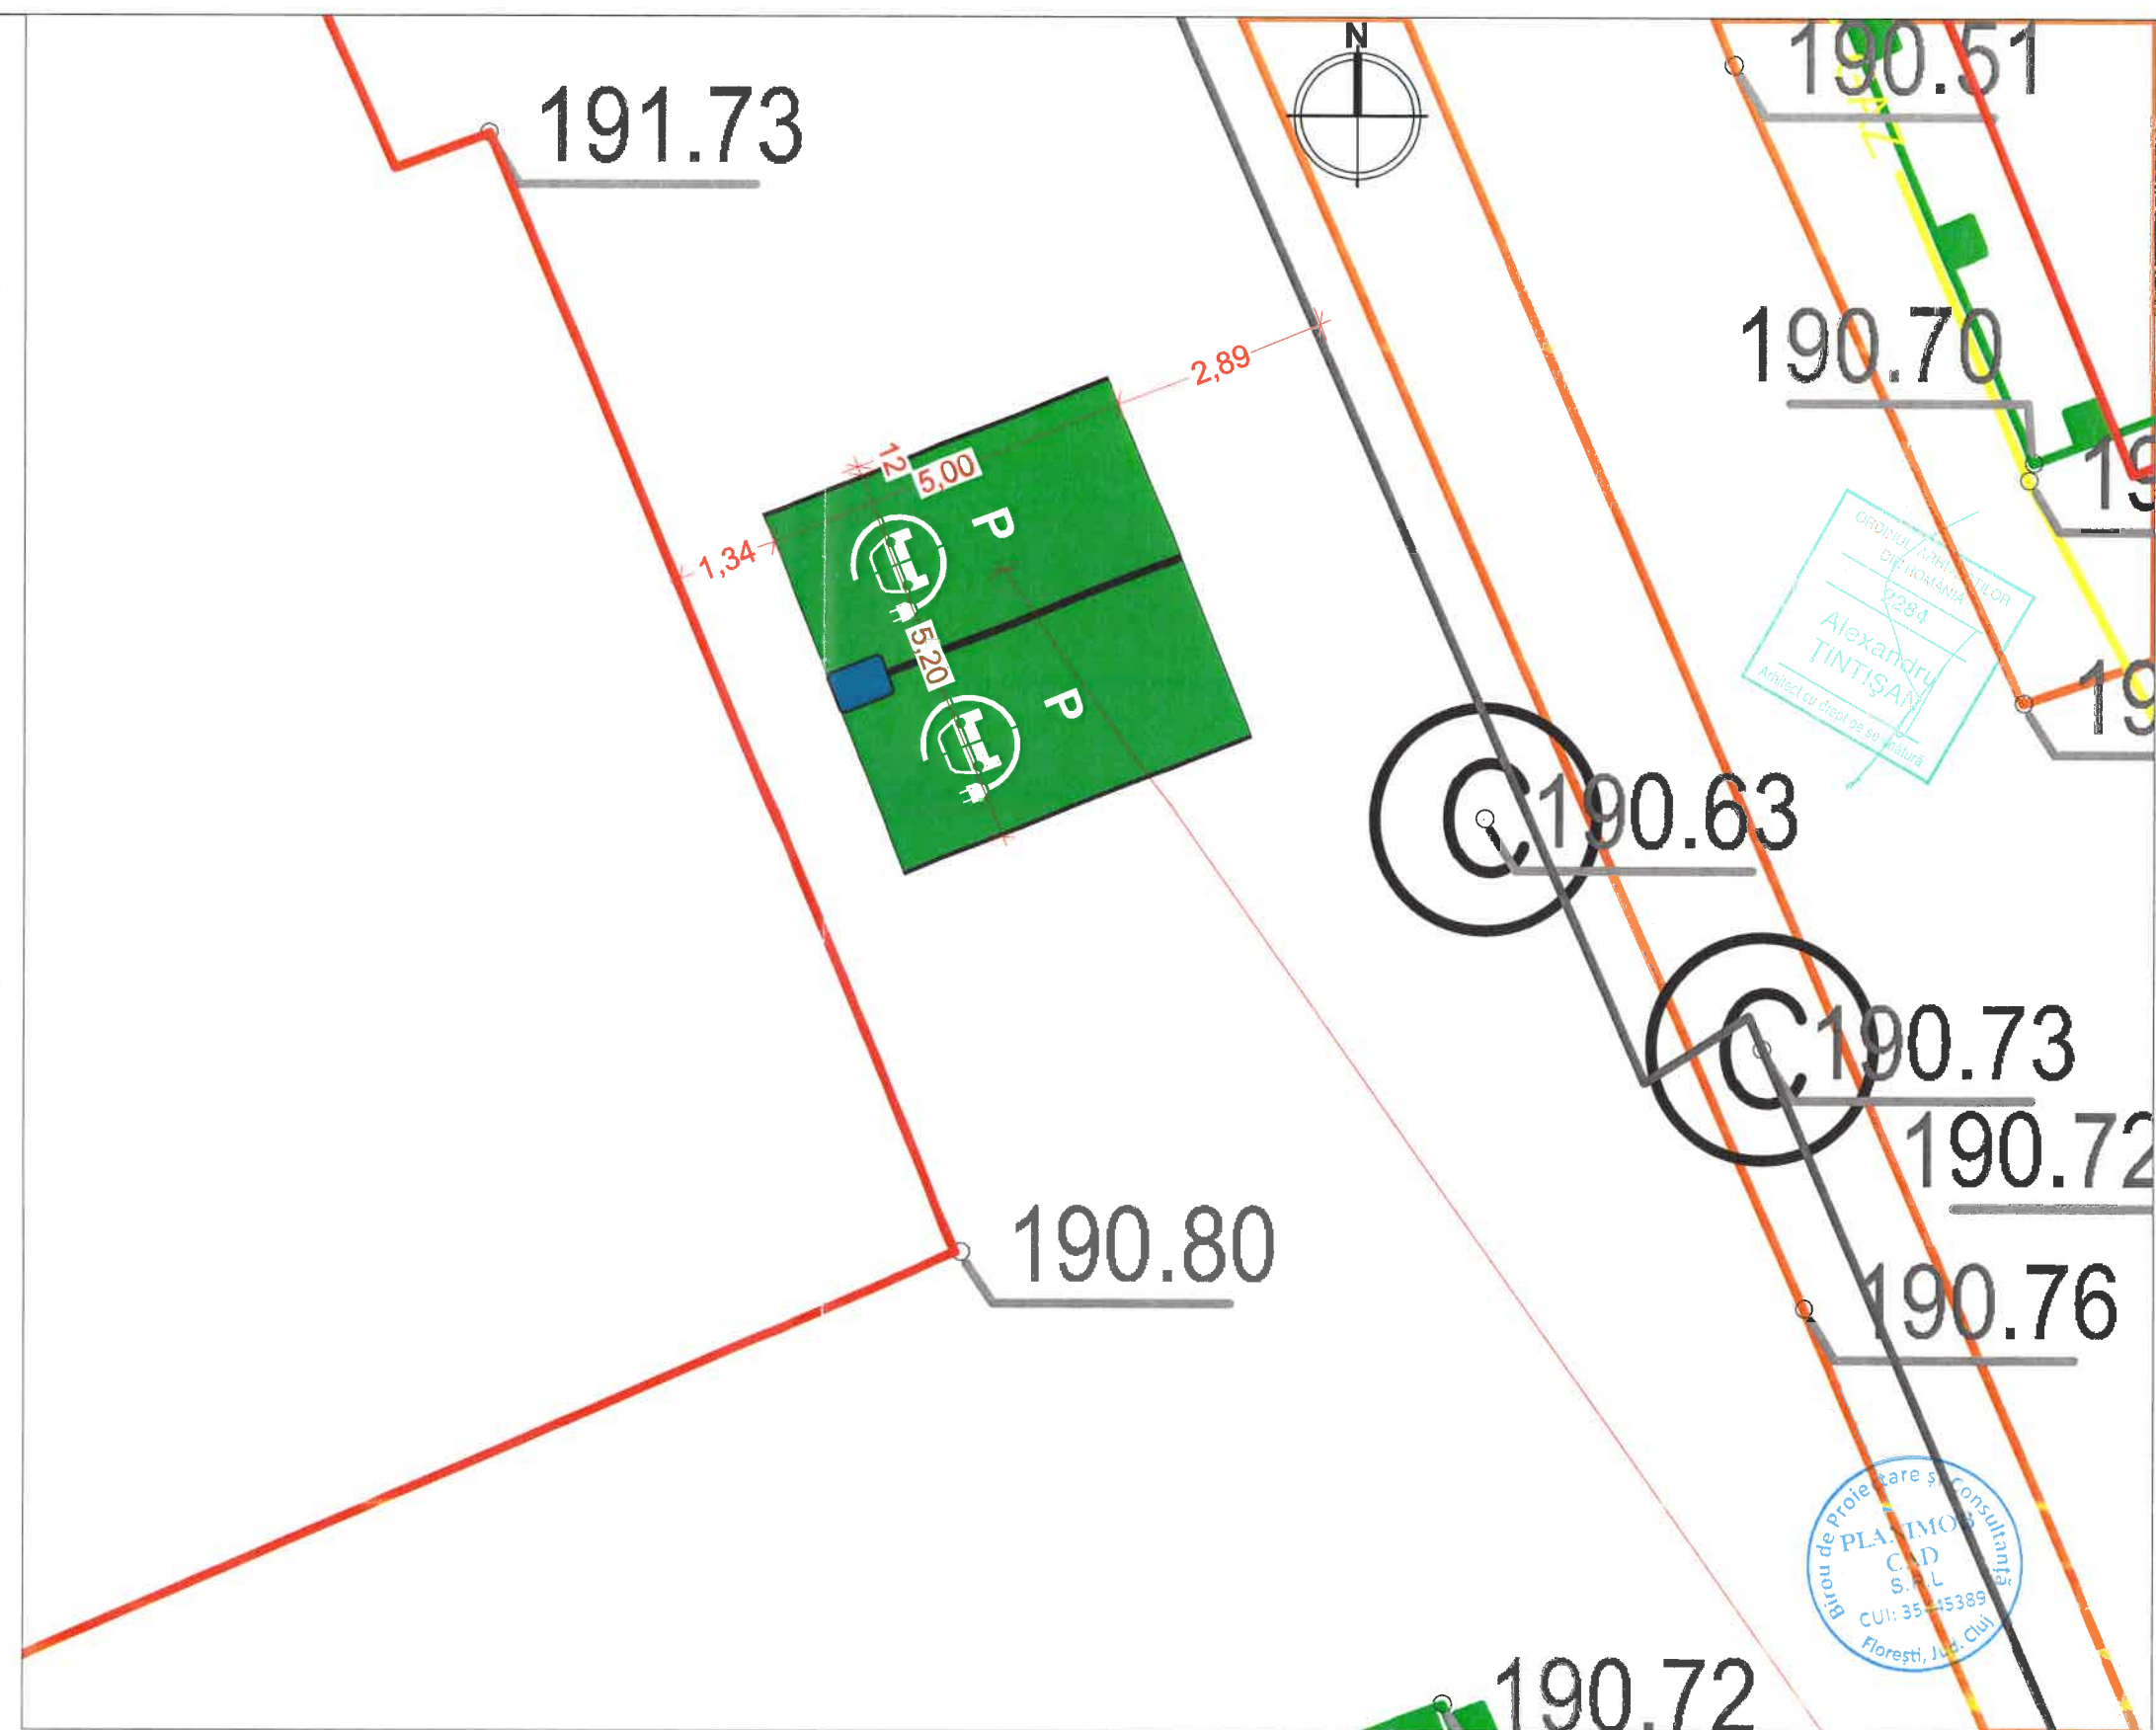 N
190.51
191.73
190.70
2,89
12
5,00
P
1,34
5,20
P
ORDINUL ARHITECȚILOR
DIN ROMÂNIA
2284
Alexandru
ȚINTIȘAN
Arhitect cu drept de semnătură
C
190.63
C
190.73
190.72
190.80
190.76
Birou de Proiectare și Consultanță
PLANIMOB
CAD
S.R.L
Florești, Jud. Cluj
190.72